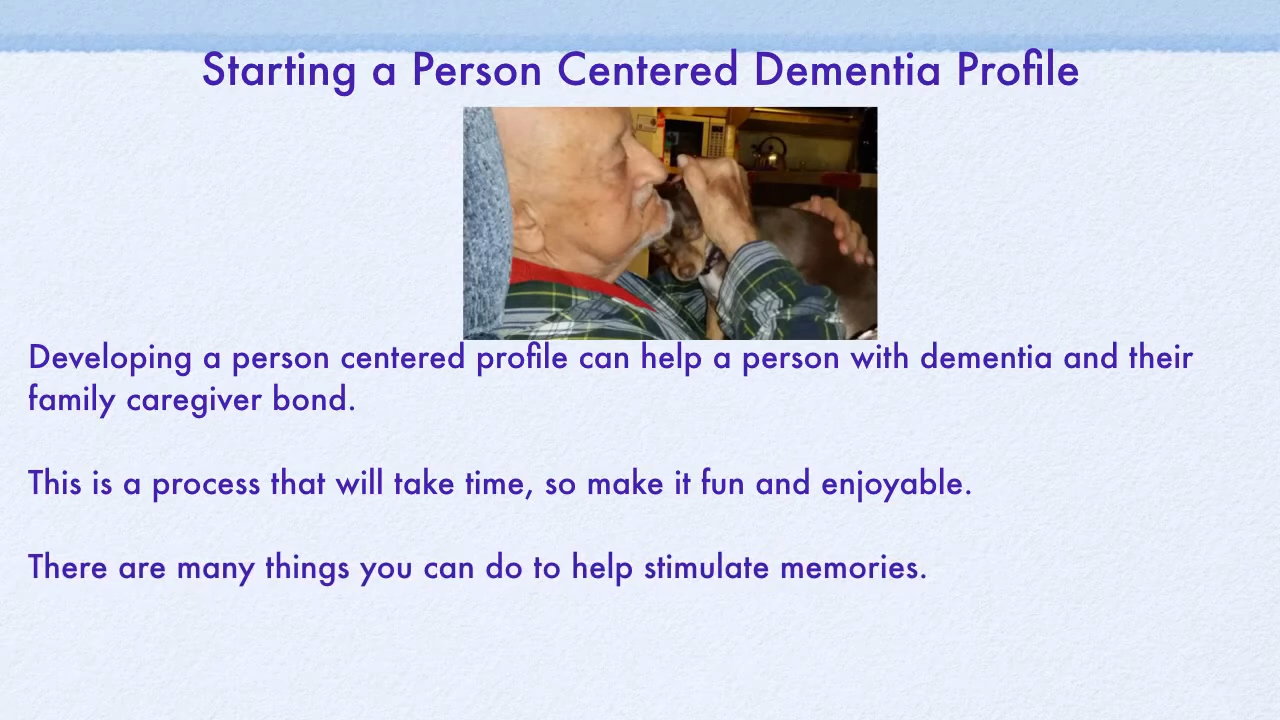 Starting a Person Centered Dementia Profile
Developing a person centered profile can help a person with dementia and their
family caregiver bond.
This is a process that will take time, so make it fun and enjoyable.
There are many things you can do to help stimulate memories.